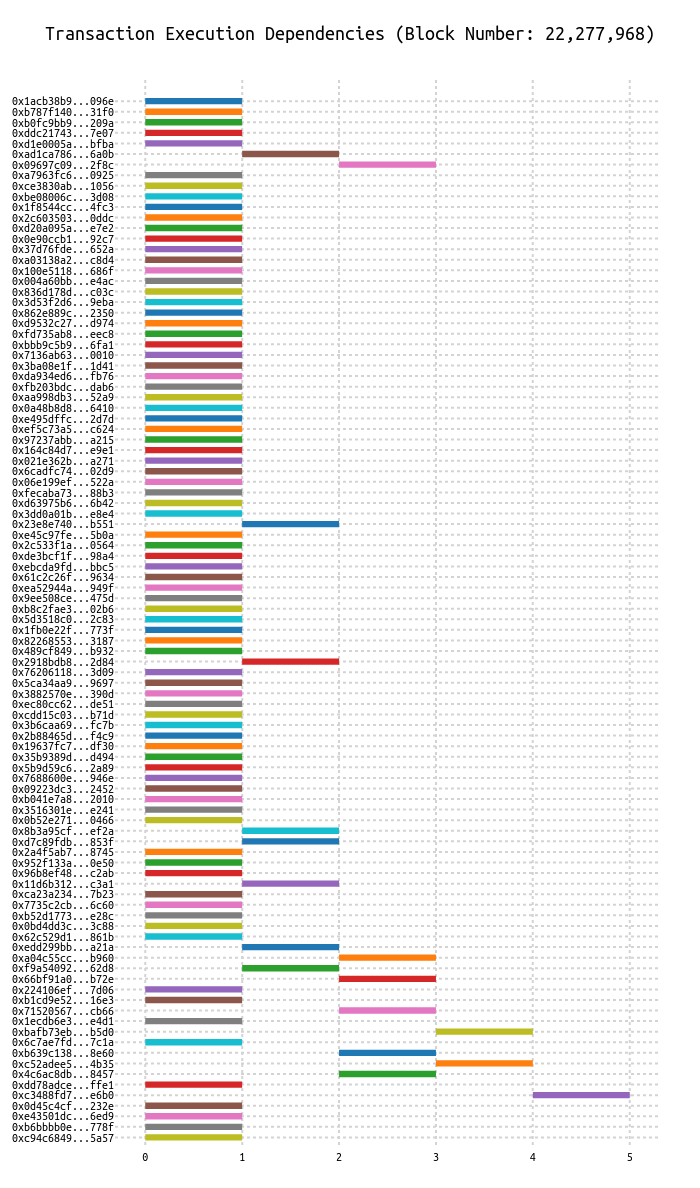 Transaction Execution Dependencies (Block Number: 22,277,968)
0x1acb38b9...096e
0xb787f140...31f0
0xb0fc9bb9...209a
0xddc21743...7e07
0xd1e0005a...bfba
0xad1ca786...6a0b
0x09697c09...2f8c
0xa7963fc6...0925
0xce3830ab...1056
0xbe08006c...3d08
0x1f8544cc...4fc3
0x2c603503...0ddc
0xd20a095a...e7e2
0x0e90ccb1...92c7
0x37d76fde...652a
0xa03138a2...c8d4
0x100e5118...686f
0x004a60bb...e4ac
0x836d178d...c03c
0x3d53f2d6...9eba
0x862e889c...2350
0xd9532c27...d974
0xfd735ab8...eec8
0xbbb9c5b9...6fa1
0x7136ab63...0010
0x3ba08e1f...1d41
0xda934ed6...fb76
0xfb203bdc...dab6
0xaa998db3...52a9
0x0a48b8d8...6410
0xe495dffc...2d7d
0xef5c73a5...c624
0x97237abb...a215
0x164c84d7...e9e1
0x021e362b...a271
0x6cadfc74...02d9
0x06e199ef...522a
0xfecaba73...88b3
0xd63975b6...6b42
0x3dd0a01b...e8e4
0x23e8e740...b551
0xe45c97fe...5b0a
0x2c533f1a...0564
0xde3bcf1f...98a4
0xebcda9fd...bbc5
0x61c2c26f...9634
0xea52944a...949f
0x9ee508ce...475d
0xb8c2fae3...02b6
0x5d3518c0...2c83
0x1fb0e22f...773f
0x82268553...3187
0x489cf849...b932
0x2918bdb8...2d84
0x76206118...3d09
0x5ca34aa9...9697
0x3882570e...390d
0xec80cc62...de51
0xcdd15c03...b71d
0x3b6caa69...fc7b
0x2b88465d...f4c9
0x19637fc7...df30
0x35b9389d...d494
0x5b9d59c6...2a89
0x7688600e...946e
0x09223dc3...2452
0xb041e7a8...2010
0x3516301e...e241
0x0b52e271...0466
0x8b3a95cf...ef2a
0xd7c89fdb...853f
0x2a4f5ab7...8745
0x952f133a...0e50
0x96b8ef48...c2ab
0x11d6b312...c3a1
0xca23a234...7b23
0x7735c2cb...6c60
0xb52d1773...e28c
0x0bd4dd3c...3c88
0x62c529d1...861b
0xedd299bb...a21a
0xa04c55cc...b960
0xf9a54092...62d8
0x66bf91a0...b72e
0x224106ef...7d06
0xb1cd9e52...16e3
0x71520567...cb66
0x1ecdb6e3...e4d1
0xbafb73eb...b5d0
0x6c7ae7fd...7c1a
0xb639c138...8e60
0xc52adee5...4b35
0x4c6ac8db...8457
0xdd78adce...ffe1
0xc3488fd7...e6b0
0x0d45c4cf...232e
0xe43501dc...6ed9
0xb6bbbb0e...778f
0xc94c6849...5a57
0 1 2 3 4 5